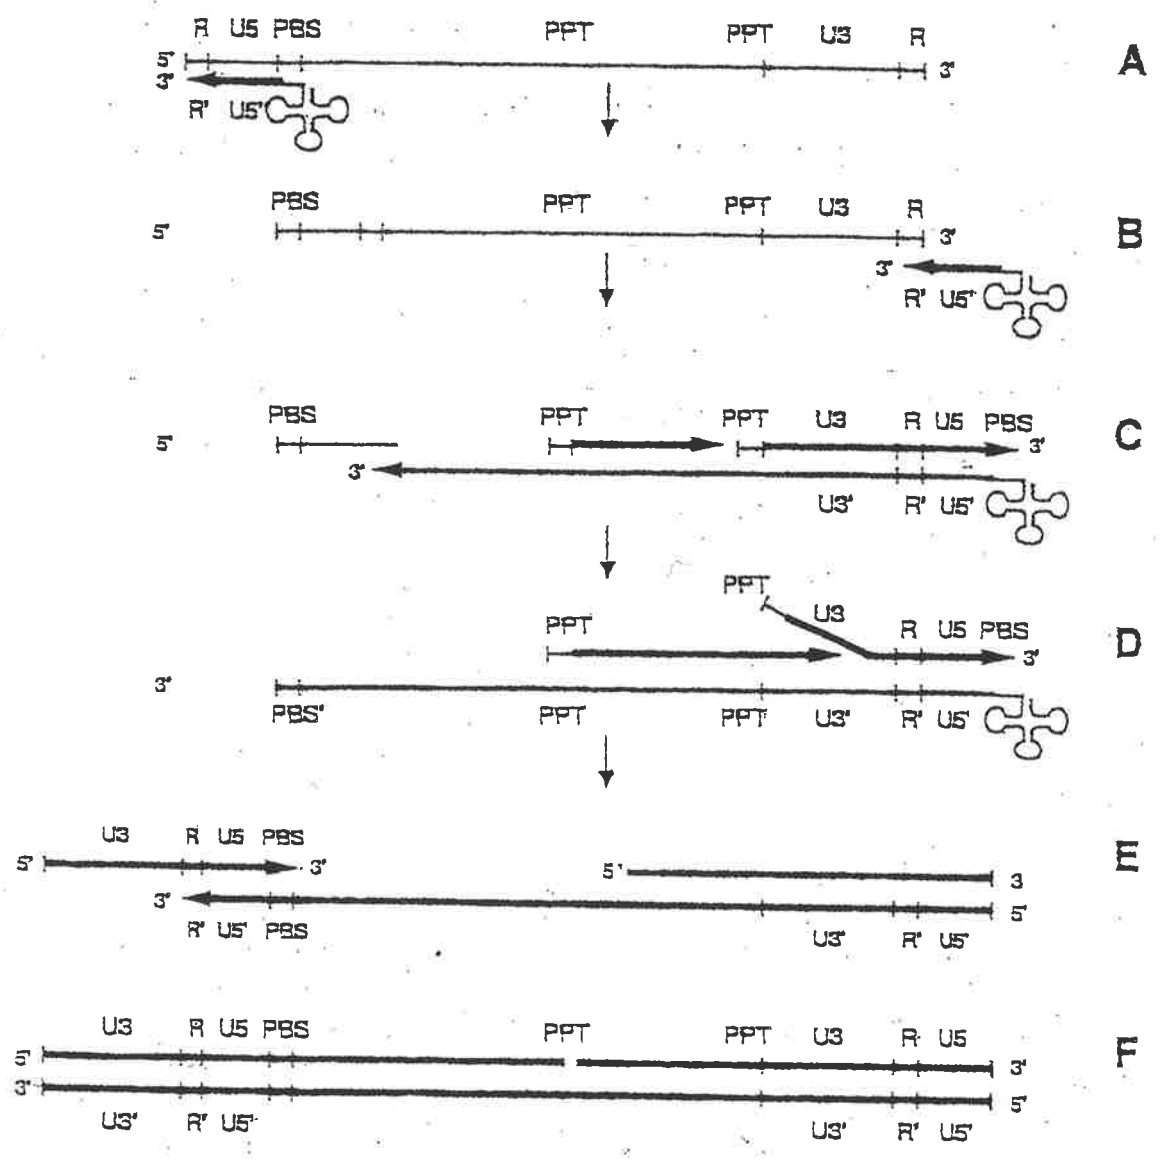 R U5 PBS PPT PPT U3 R
5' 3' A
3'
R' U5'
PBS PPT PPT U3 R
5' 3' B
3'
R' U5'
PBS PPT PPT U3 R U5 PBS
5' 3' C
3'
U3' R' U5'
PPT
PPT U3 R U5 PBS
3' D
3'
PBS' PPT PPT U3' R' U5'
U3 R U5 PBS
5' 3' 5' 3 E
3' 5'
R' U5' PBS U3' R' U5'
U3 R U5 PBS PPT PPT U3 R U5
5' 3' F
3' 5'
U3' R' U5' U3' R' U5'